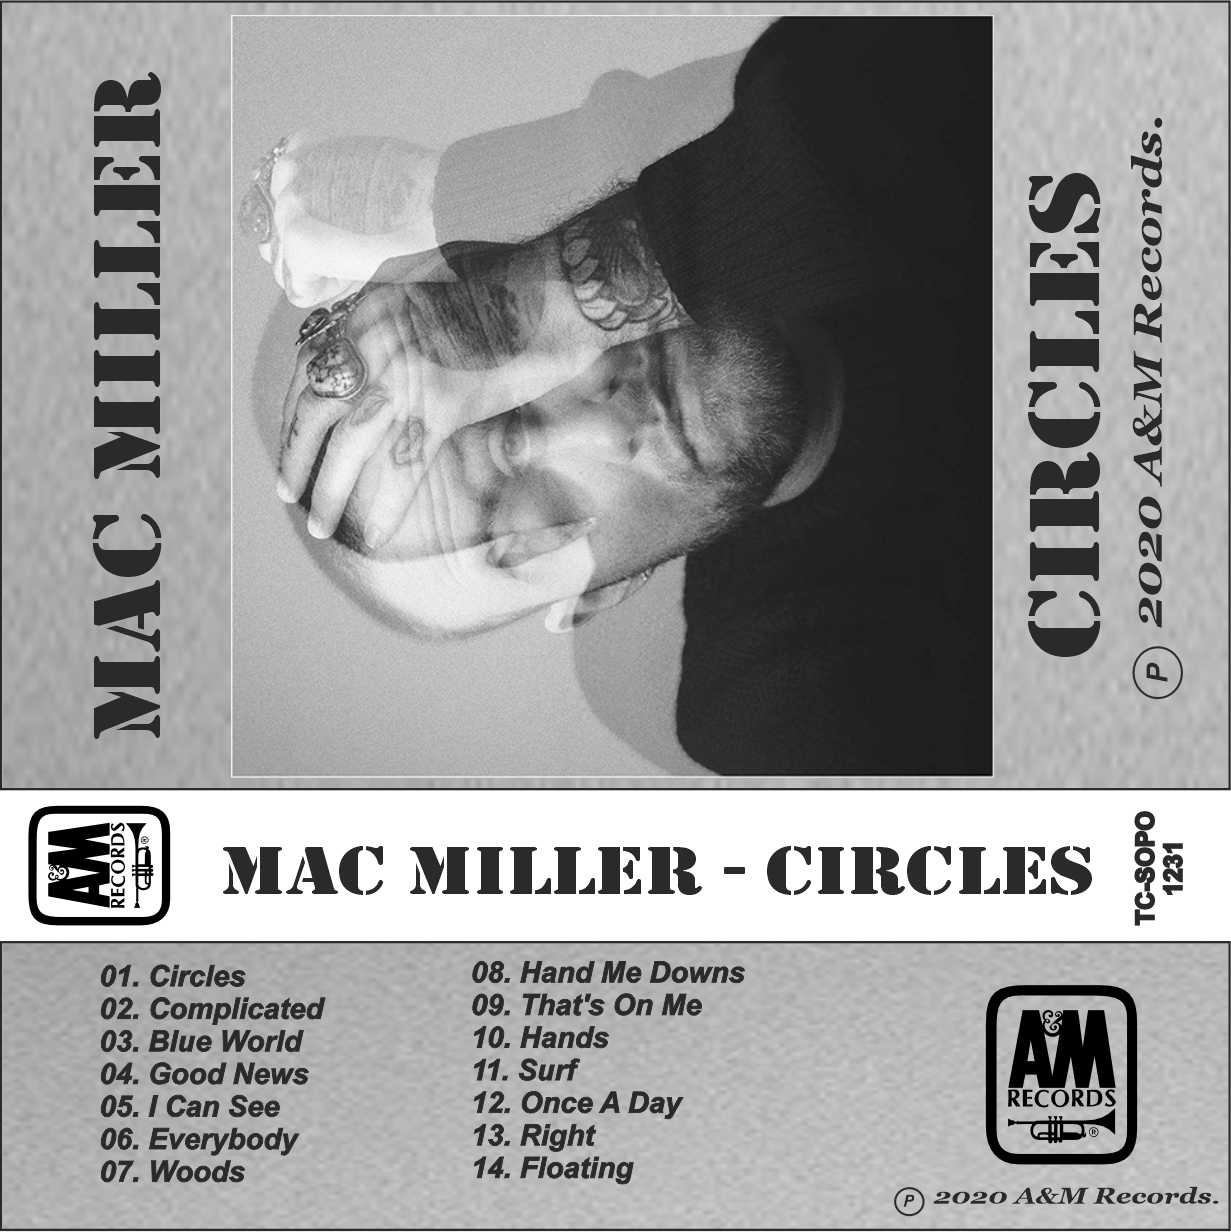 MAC MILLER
CIRCLES
Ⓟ 2020 A&M Records.
A&M
RECORDS
®
MAC MILLER - CIRCLES
TC-SOPO
1231
01. Circles
02. Complicated
03. Blue World
04. Good News
05. I Can See
06. Everybody
07. Woods
08. Hand Me Downs
09. That's On Me
10. Hands
11. Surf
12. Once A Day
13. Right
14. Floating
A&M
RECORDS
®
Ⓟ 2020 A&M Records.